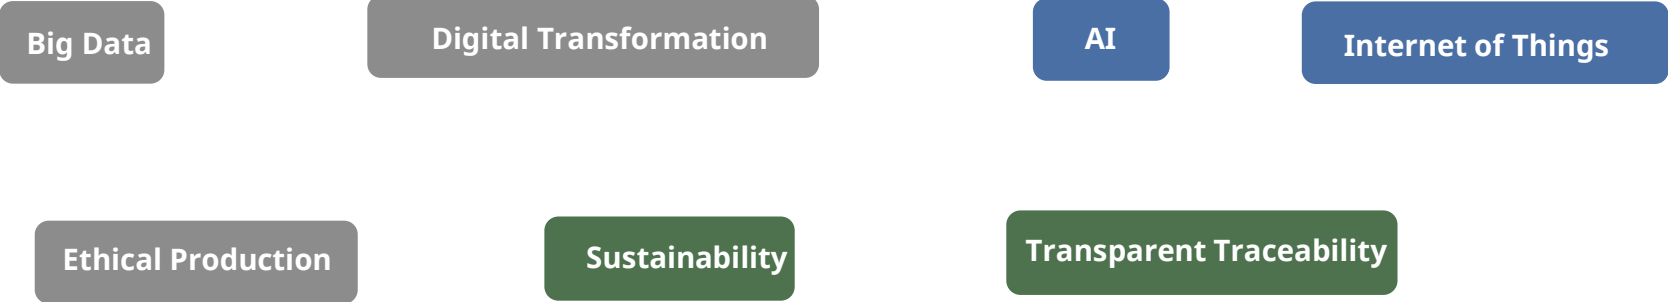 Big Data
Digital Transformation
AI
Internet of Things
Ethical Production
Sustainability
Transparent Traceability